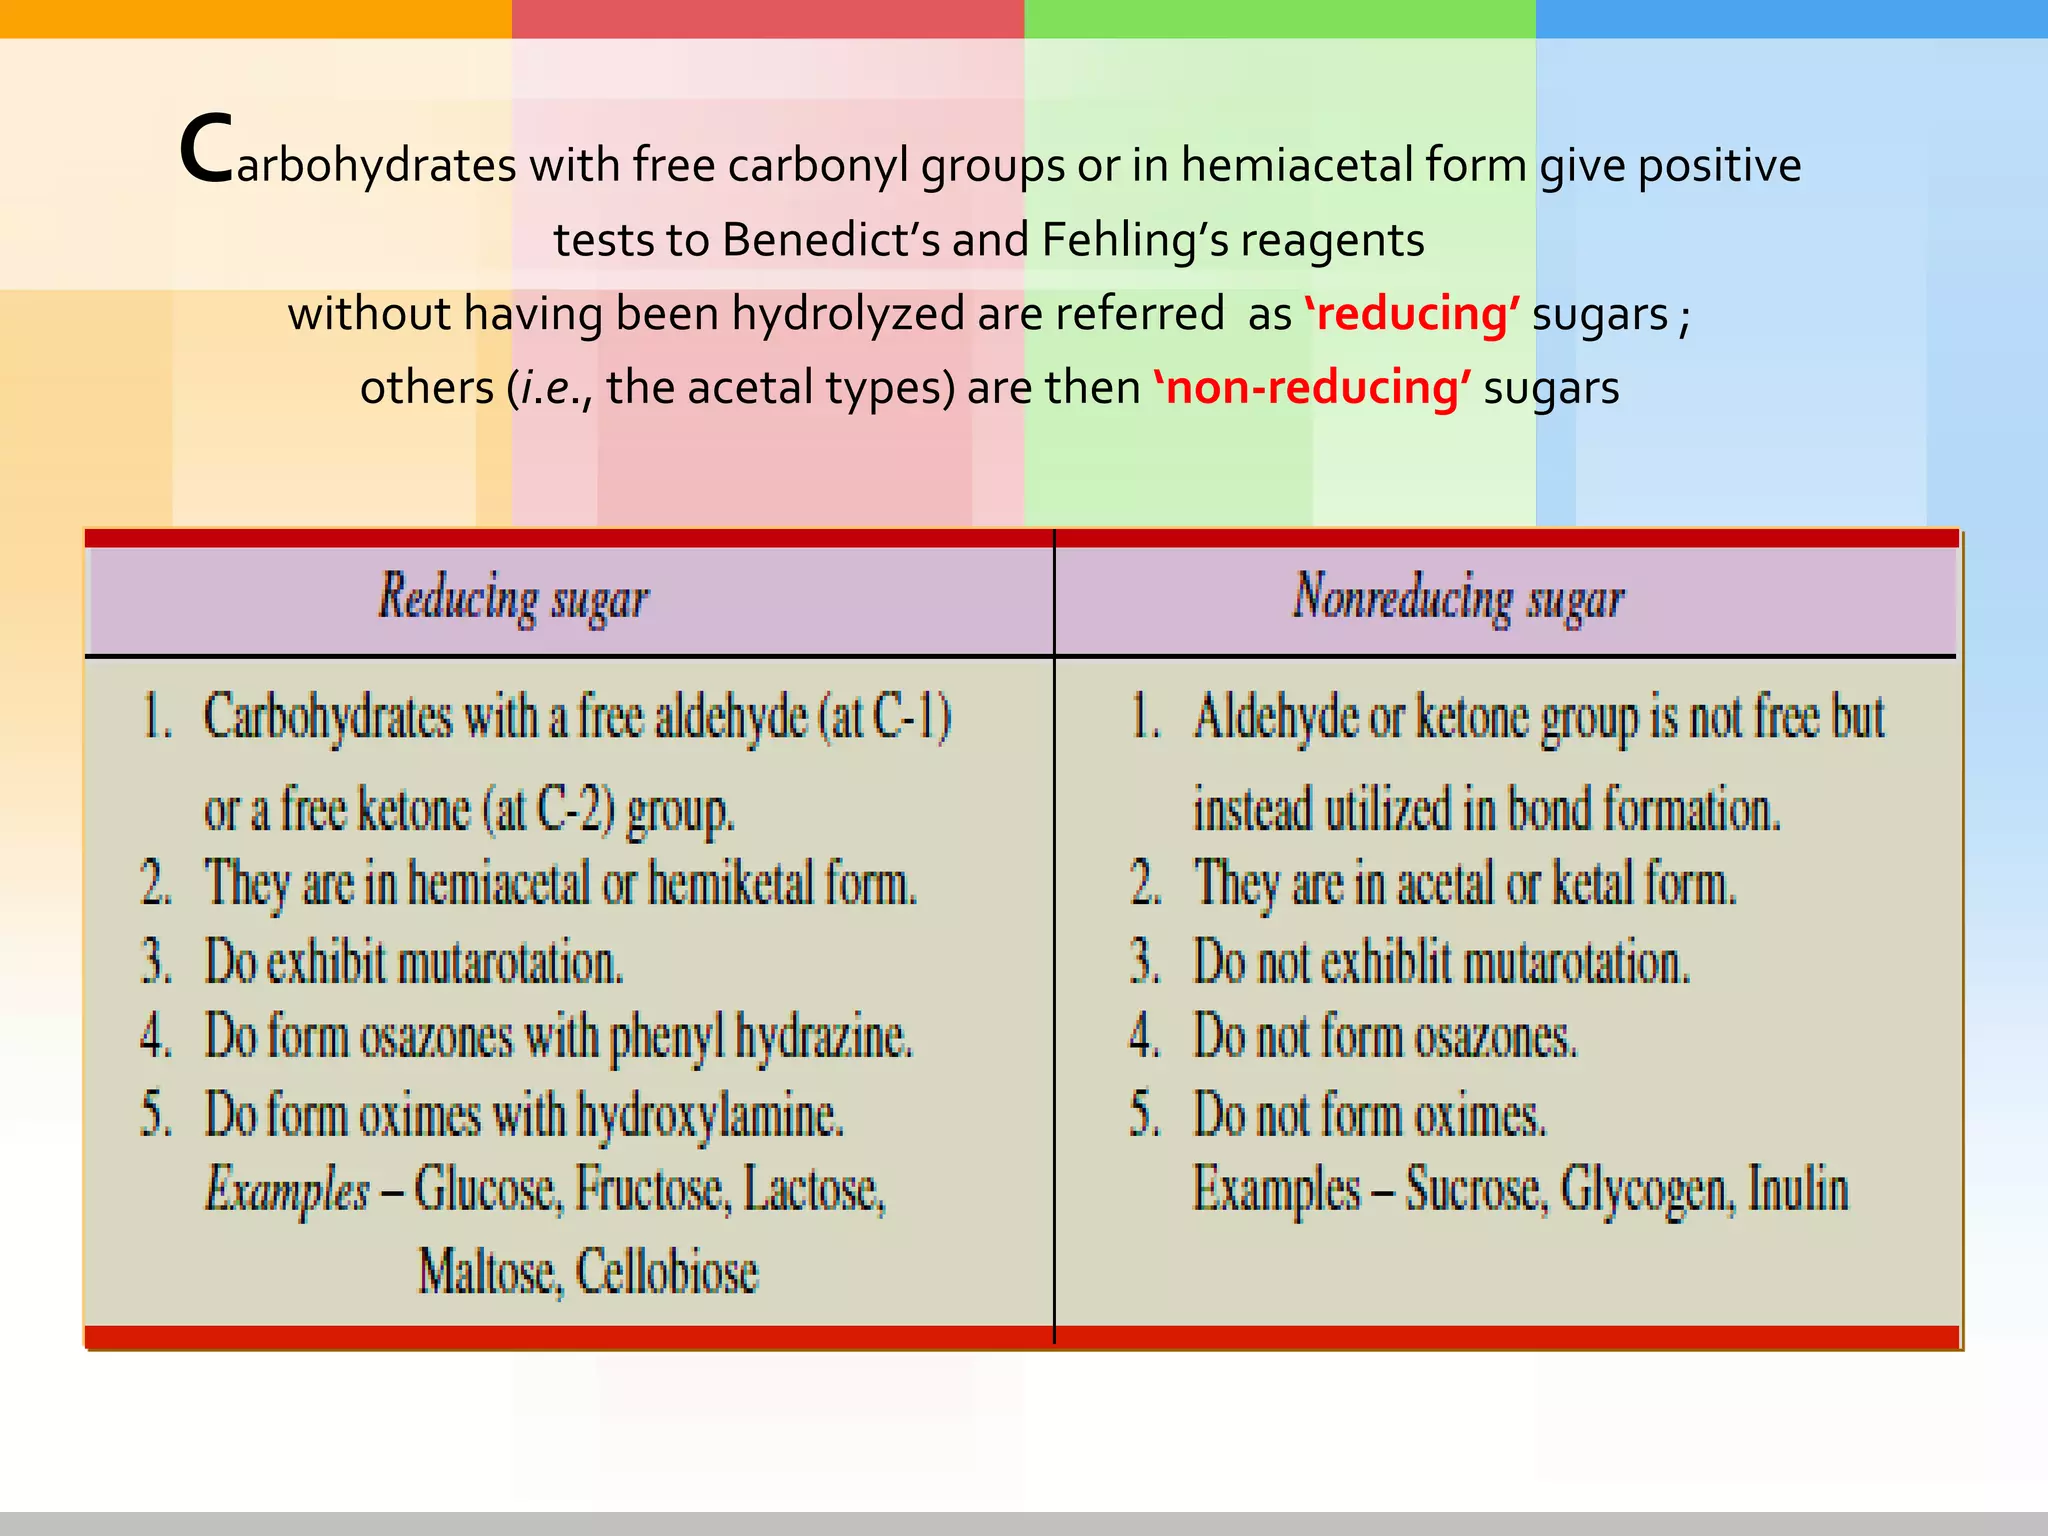 Carbohydrates with free carbonyl groups or in hemiacetal form give positive
tests to Benedict’s and Fehling’s reagents
without having been hydrolyzed are referred  as ‘reducing’ sugars ;
others (i.e., the acetal types) are then ‘non-reducing’ sugars
Reducing sugar
1. Carbohydrates with a free aldehyde (at C-1)
or a free ketone (at C-2) group.
2. They are in hemiacetal or hemiketal form.
3. Do exhibit mutarotation.
4. Do form osazones with phenyl hydrazine.
5. Do form oximes with hydroxylamine.
Examples – Glucose, Fructose, Lactose,
Maltose, Cellobiose
Nonreducing sugar
1. Aldehyde or ketone group is not free but
instead utilized in bond formation.
2. They are in acetal or ketal form.
3. Do not exhiblit mutarotation.
4. Do not form osazones.
5. Do not form oximes.
Examples – Sucrose, Glycogen, Inulin